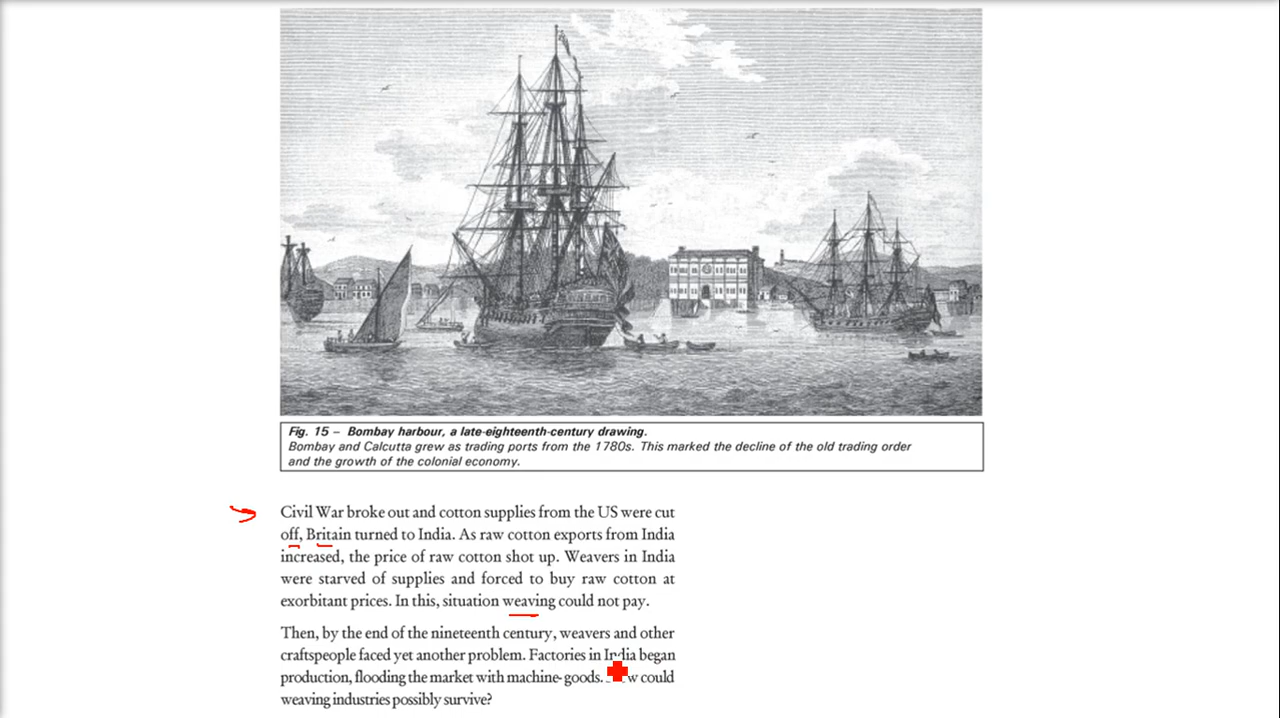 Fig. 15 – Bombay harbour, a late-eighteenth-century drawing.
Bombay and Calcutta grew as trading ports from the 1780s. This marked the decline of the old trading order
and the growth of the colonial economy.
Civil War broke out and cotton supplies from the US were cut
off, Britain turned to India. As raw cotton exports from India
increased, the price of raw cotton shot up. Weavers in India
were starved of supplies and forced to buy raw cotton at
exorbitant prices. In this, situation weaving could not pay.
Then, by the end of the nineteenth century, weavers and other
craftspeople faced yet another problem. Factories in India began
production, flooding the market with machine- goods. could
weaving industries possibly survive?